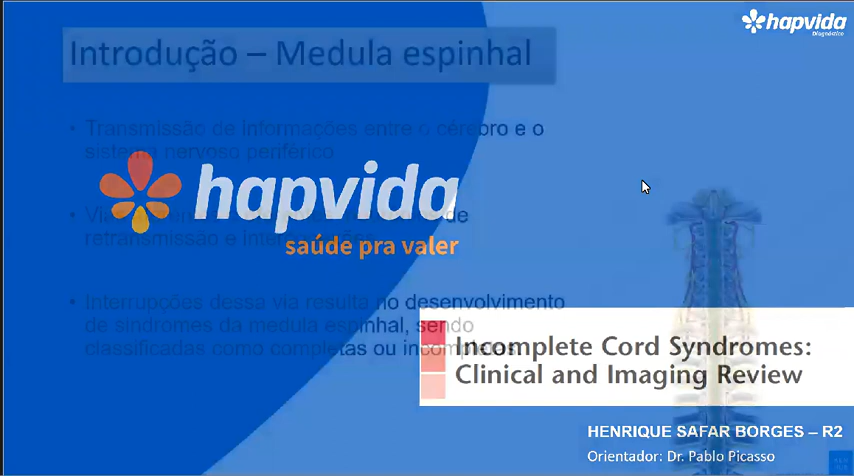 hapvida
Diagnóstico
Introdução – Medula espinhal
• Transmissão de informações entre o cérebro e o
sistema nervoso periférico
hapvida
saúde pra valer
de
retransmissão e
• Interrupções dessa via resulta no desenvolvimento
de síndromes da medula espinhal, sendo
classificadas como completas ou incompletas
Incomplete Cord Syndromes:
Clinical and Imaging Review
HENRIQUE SAFAR BORGES – R2
Orientador: Dr. Pablo Picasso